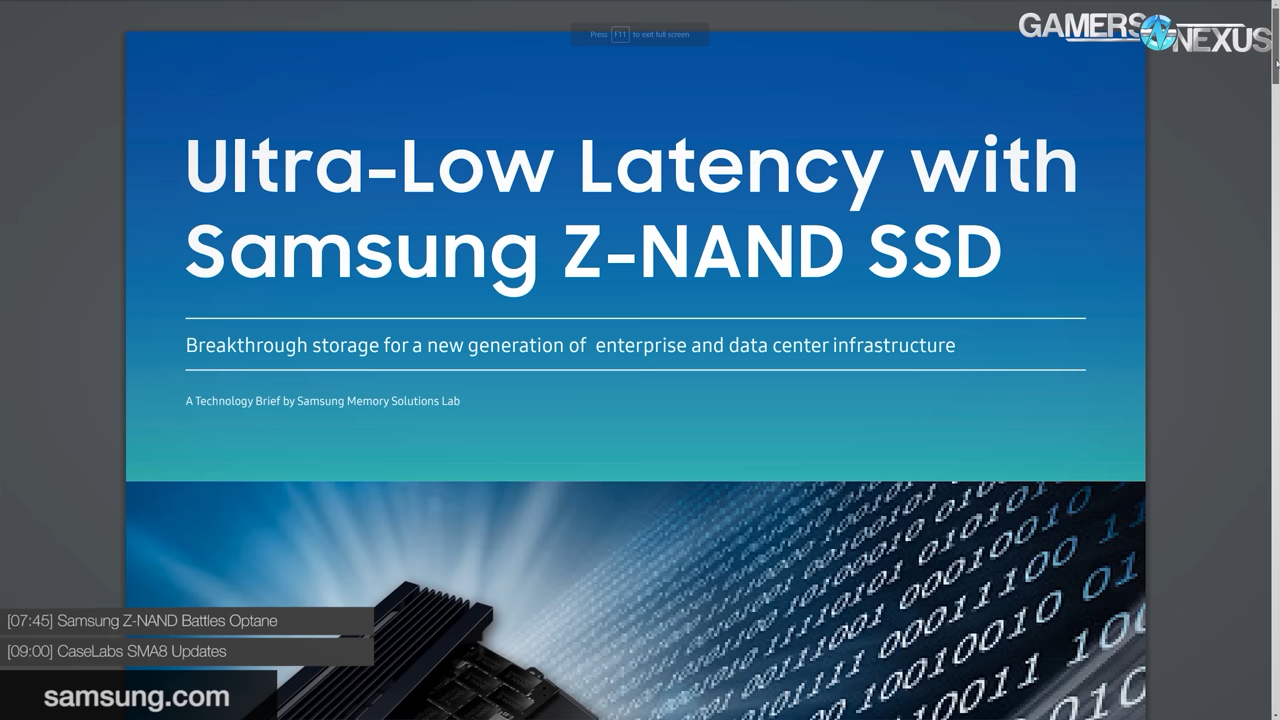 Press F11 to exit full screen
GAMERS NEXUS
Ultra-Low Latency with
Samsung Z-NAND SSD
Breakthrough storage for a new generation of enterprise and data center infrastructure
A Technology Brief by Samsung Memory Solutions Lab
[07:45] Samsung Z-NAND Battles Optane
[09:00] CaseLabs SMA8 Updates
samsung.com